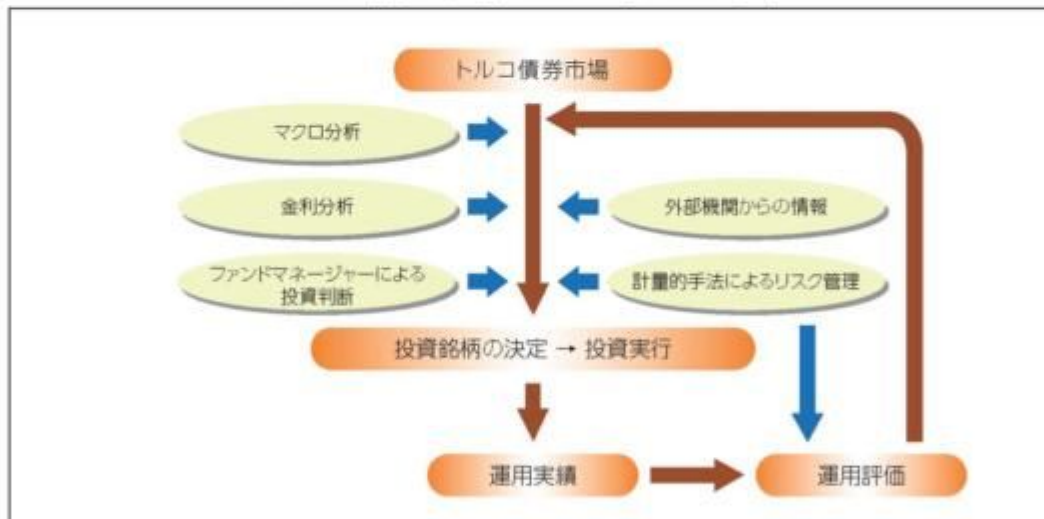 トルコ債券市場
マクロ分析
金利分析
外部機関からの情報
ファンドマネージャーによる
投資判断
計量的手法によるリスク管理
投資銘柄の決定 → 投資実行
運用実績
運用評価